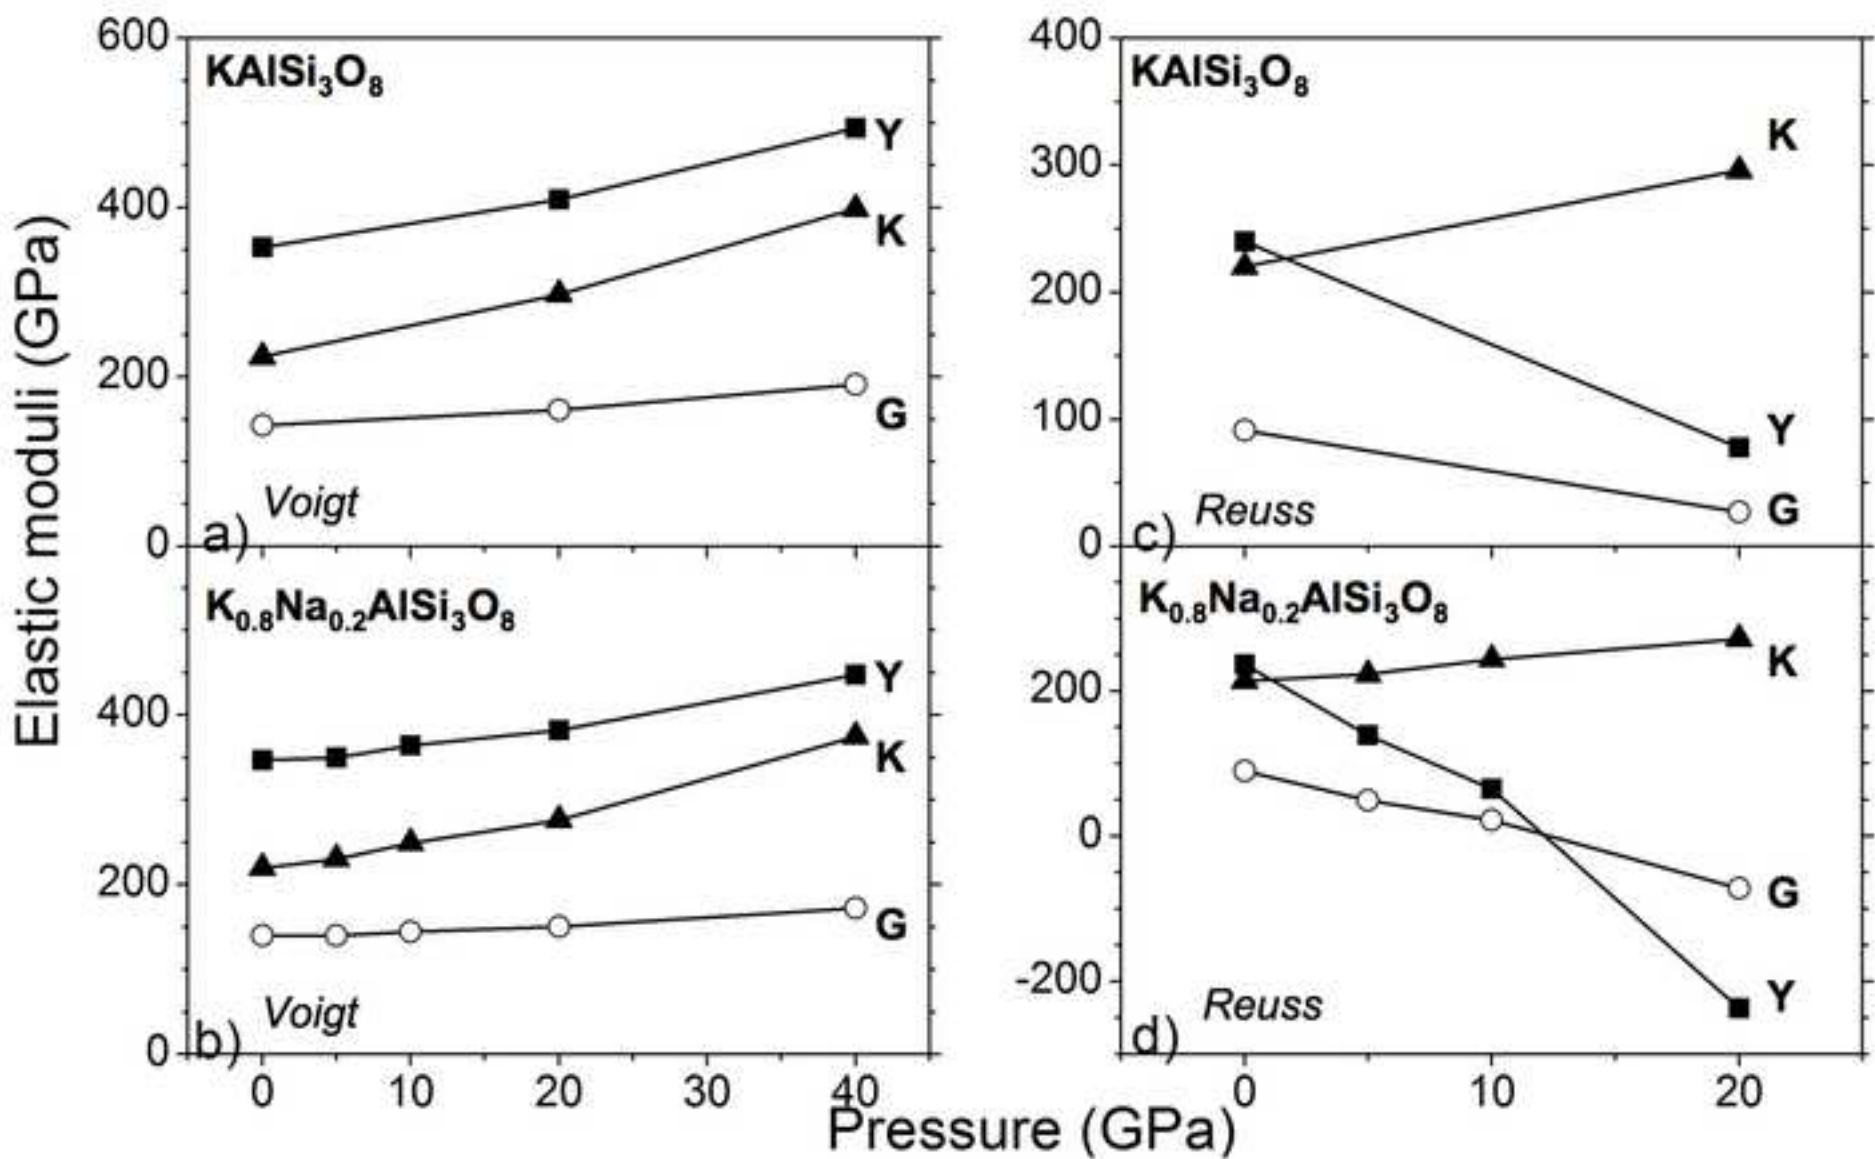 Elastic moduli (GPa)
600
400
200
0
KAlSi₃O₈
Y
K
G
Voigt
a)
400
200
0
K₀.₈Na₀.₂AlSi₃O₈
Y
K
G
Voigt
b)
0 10 20 30 40
400
300
200
100
0
KAlSi₃O₈
K
Y
G
Reuss
c)
200
0
-200
K₀.₈Na₀.₂AlSi₃O₈
K
G
Y
Reuss
d)
0 10 20
Pressure (GPa)